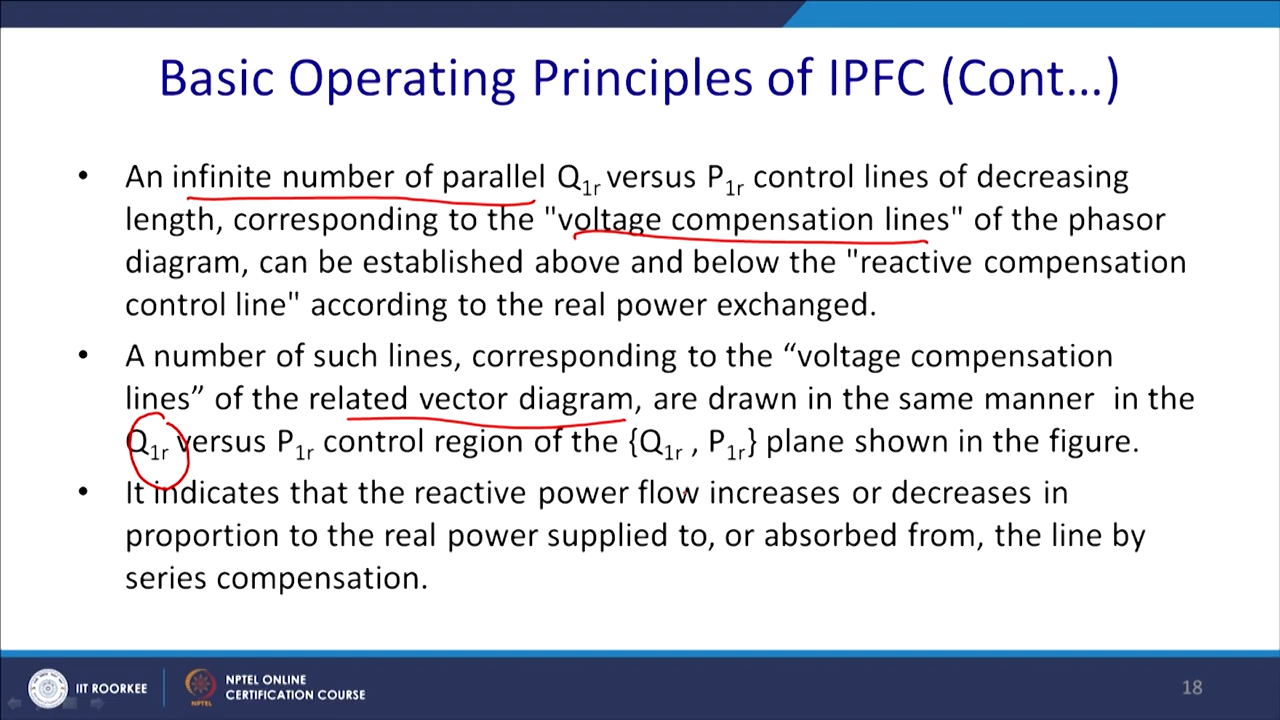 Basic Operating Principles of IPFC (Cont...)
• An infinite number of parallel Q1r versus P1r control lines of decreasing
length, corresponding to the "voltage compensation lines" of the phasor
diagram, can be established above and below the "reactive compensation
control line" according to the real power exchanged.
• A number of such lines, corresponding to the “voltage compensation
lines” of the related vector diagram, are drawn in the same manner in the
Q1r versus P1r control region of the {Q1r , P1r} plane shown in the figure.
• It indicates that the reactive power flow increases or decreases in
proportion to the real power supplied to, or absorbed from, the line by
series compensation.
IIT ROORKEE
NPTEL
NPTEL ONLINE
CERTIFICATION COURSE
18